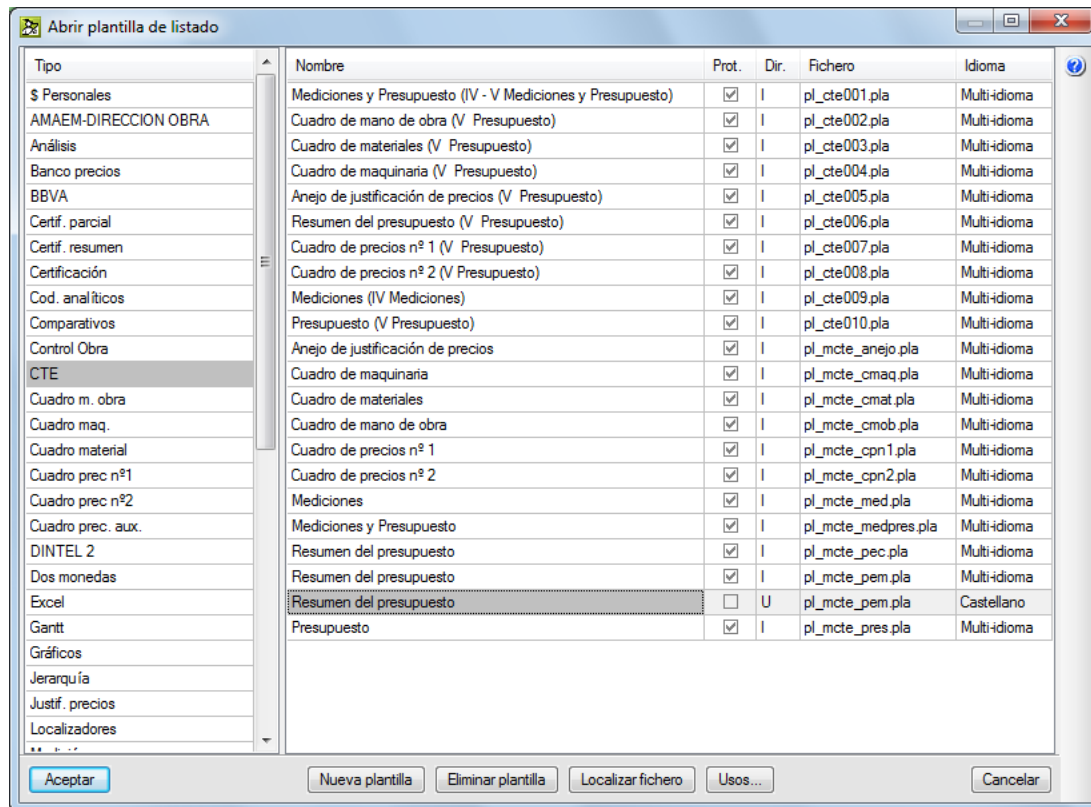 Abrir plantilla de listado
Tipo
$ Personales
AMAEM-DIRECCION OBRA
Análisis
Banco precios
BBVA
Certif. parcial
Certif. resumen
Certificación
Cod. analíticos
Comparativos
Control Obra
CTE
Cuadro m. obra
Cuadro maq.
Cuadro material
Cuadro prec nº1
Cuadro prec nº2
Cuadro prec. aux.
DINTEL 2
Dos monedas
Excel
Gantt
Gráficos
Jerarquía
Justif. precios
Localizadores
Nombre Prot. Dir. Fichero Idioma
Mediciones y Presupuesto (IV - V Mediciones y Presupuesto) I pl_cte001.pla Multi-idioma
Cuadro de mano de obra (V Presupuesto) I pl_cte002.pla Multi-idioma
Cuadro de materiales (V Presupuesto) I pl_cte003.pla Multi-idioma
Cuadro de maquinaria (V Presupuesto) I pl_cte004.pla Multi-idioma
Anejo de justificación de precios (V Presupuesto) I pl_cte005.pla Multi-idioma
Resumen del presupuesto (V Presupuesto) I pl_cte006.pla Multi-idioma
Cuadro de precios nº 1 (V Presupuesto) I pl_cte007.pla Multi-idioma
Cuadro de precios nº 2 (V Presupuesto) I pl_cte008.pla Multi-idioma
Mediciones (IV Mediciones) I pl_cte009.pla Multi-idioma
Presupuesto (V Presupuesto) I pl_cte010.pla Multi-idioma
Anejo de justificación de precios I pl_mcte_anejo.pla Multi-idioma
Cuadro de maquinaria I pl_mcte_cmaq.pla Multi-idioma
Cuadro de materiales I pl_mcte_cmat.pla Multi-idioma
Cuadro de mano de obra I pl_mcte_cmob.pla Multi-idioma
Cuadro de precios nº 1 I pl_mcte_cpn1.pla Multi-idioma
Cuadro de precios nº 2 I pl_mcte_cpn2.pla Multi-idioma
Mediciones I pl_mcte_med.pla Multi-idioma
Mediciones y Presupuesto I pl_mcte_medpres.pla Multi-idioma
Resumen del presupuesto I pl_mcte_pec.pla Multi-idioma
Resumen del presupuesto I pl_mcte_pem.pla Multi-idioma
Resumen del presupuesto U pl_mcte_pem.pla Castellano
Presupuesto I pl_mcte_pres.pla Multi-idioma
Aceptar Nueva plantilla Eliminar plantilla Localizar fichero Usos... Cancelar